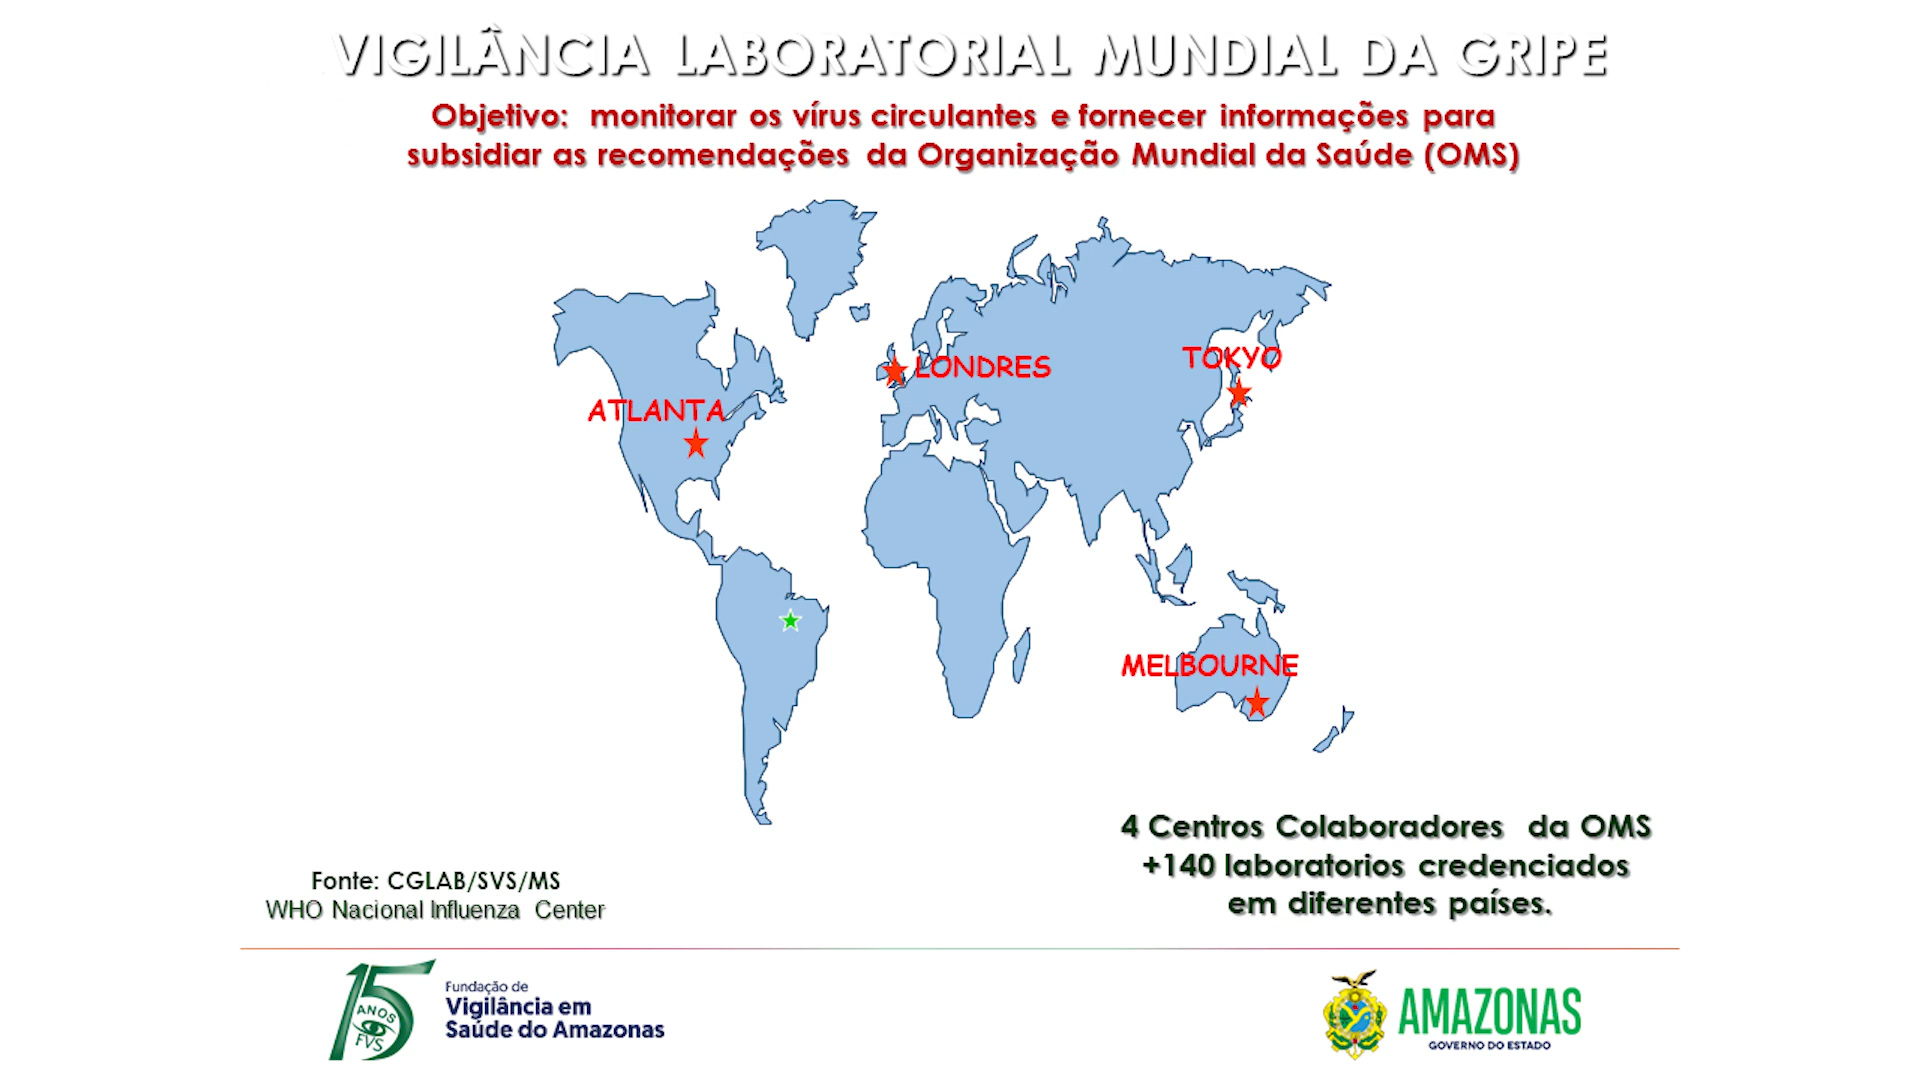 VIGILÂNCIA LABORATORIAL MUNDIAL DA GRIPE
Objetivo: monitorar os vírus circulantes e fornecer informações para
subsidiar as recomendações da Organização Mundial da Saúde (OMS)
LONDRES
TOKYO
ATLANTA
MELBOURNE
4 Centros Colaboradores da OMS
+140 laboratorios credenciados
em diferentes países.
Fonte: CGLAB/SVS/MS
WHO Nacional Influenza Center
15
ANOS
FVS
Fundação de
Vigilância em
Saúde do Amazonas
AMAZONAS
GOVERNO DO ESTADO